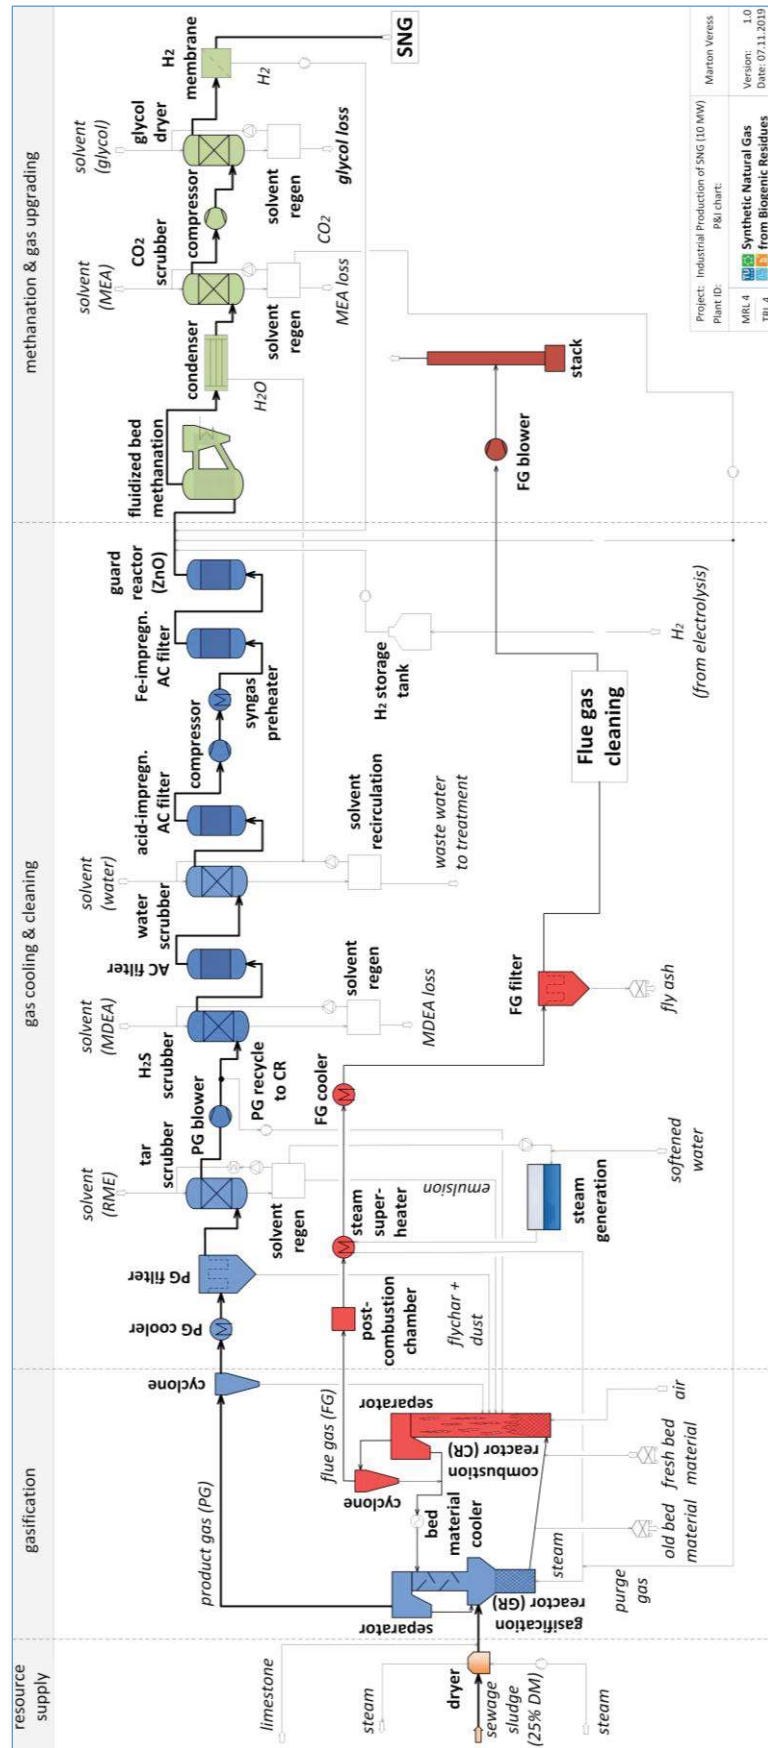 resource
supply
gasification
gas cooling & cleaning
methanation & gas upgrading
limestone
steam
dryer
sewage
sludge
(25% DM)
steam
product gas (PG)
separator
gasification
reactor (GR)
bed
material
cooler
cyclone
flue gas (FG)
separator
combustion
reactor (CR)
steam
purge
gas
old bed
material
fresh bed
material
air
cyclone
PG cooler
PG filter
solvent
(RME)
tar
scrubber
solvent
regen
emulsion
flychar +
dust
post-
combustion
chamber
steam
super-
heater
FG cooler
steam
generation
softened
water
PG blower
PG recycle
to CR
solvent
(MDEA)
H2S
scrubber
solvent
regen
MDEA loss
AC filter
FG filter
fly ash
solvent
(water)
water
scrubber
solvent
recirculation
waste water
to treatment
acid-impregn.
AC filter
compressor
syngas
preheater
Fe-impregn.
AC filter
guard
reactor
(ZnO)
H2 storage
tank
H2
(from electrolysis)
Flue gas
cleaning
fluidized bed
methanation
condenser
H2O
solvent
(MEA)
CO2
scrubber
solvent
regen
MEA loss
CO2
compressor
solvent
(glycol)
glycol
dryer
solvent
regen
glycol loss
H2
membrane
H2
SNG
FG blower
stack
Project: Industrial Production of SNG (10 MW)
Marton Veress
Plant ID:
P&I chart:
MRL 4
TRL 4
Synthetic Natural Gas
from Biogenic Residues
Version: 1.0
Date: 07.11.2019